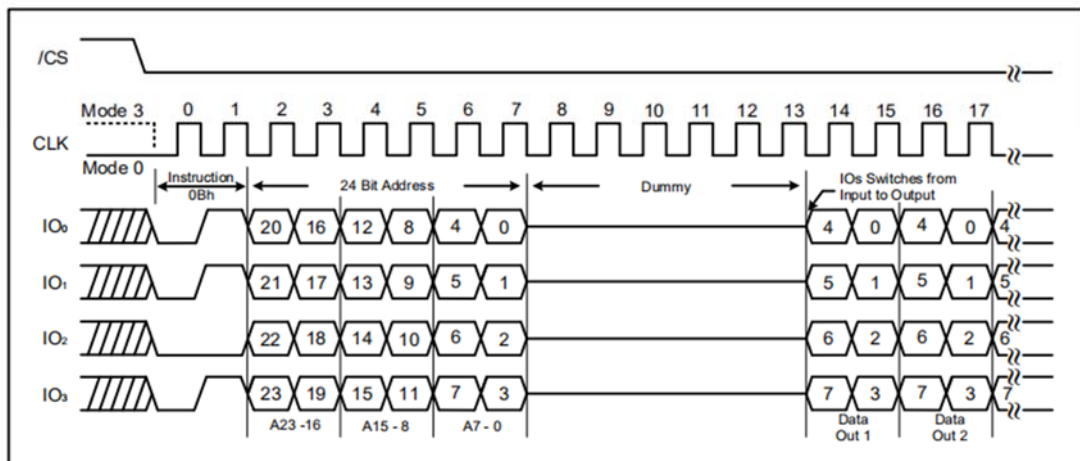 /CS
Mode 3 0 1 2 3 4 5 6 7 8 9 10 11 12 13 14 15 16 17
CLK
Mode 0
Instruction 0Bh
24 Bit Address
Dummy
IOs Switches from
Input to Output
IO₀ 20 16 12 8 4 0 4 0 4 0 4
IO₁ 21 17 13 9 5 1 5 1 5 1 5
IO₂ 22 18 14 10 6 2 6 2 6 2 6
IO₃ 23 19 15 11 7 3 7 3 7 3 7
A23 -16 A15 - 8 A7 - 0 Data Data
Out 1 Out 2